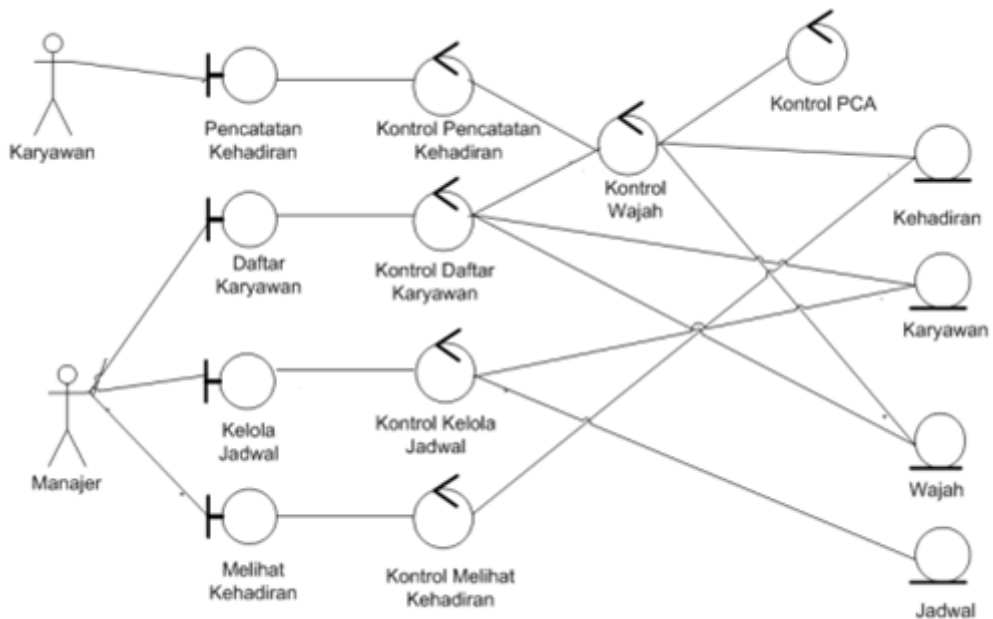 Karyawan
Pencatatan
Kehadiran
Kontrol Pencatatan
Kehadiran
Kontrol PCA
Kontrol
Wajah
Kehadiran
Daftar
Karyawan
Kontrol Daftar
Karyawan
Karyawan
Manajer
Kelola
Jadwal
Kontrol Kelola
Jadwal
Wajah
Melihat
Kehadiran
Kontrol Melihat
Kehadiran
Jadwal